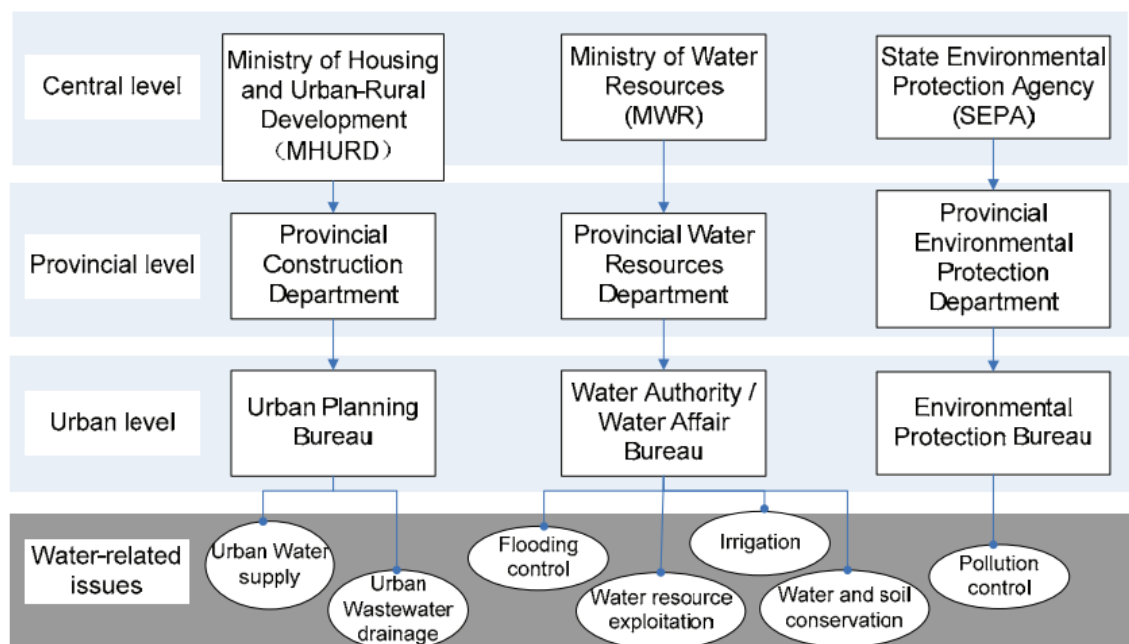 Central level
Ministry of Housing
and Urban-Rural
Development
(MHURD)
Ministry of Water
Resources
(MWR)
State Environmental
Protection Agency
(SEPA)
Provincial level
Provincial
Construction
Department
Provincial Water
Resources
Department
Provincial
Environmental
Protection
Department
Urban level
Urban Planning
Bureau
Water Authority /
Water Affair
Bureau
Environmental
Protection Bureau
Water-related
issues
Urban Water
supply
Urban
Wastewater
drainage
Flooding
control
Water resource
exploitation
Irrigation
Water and soil
conservation
Pollution
control